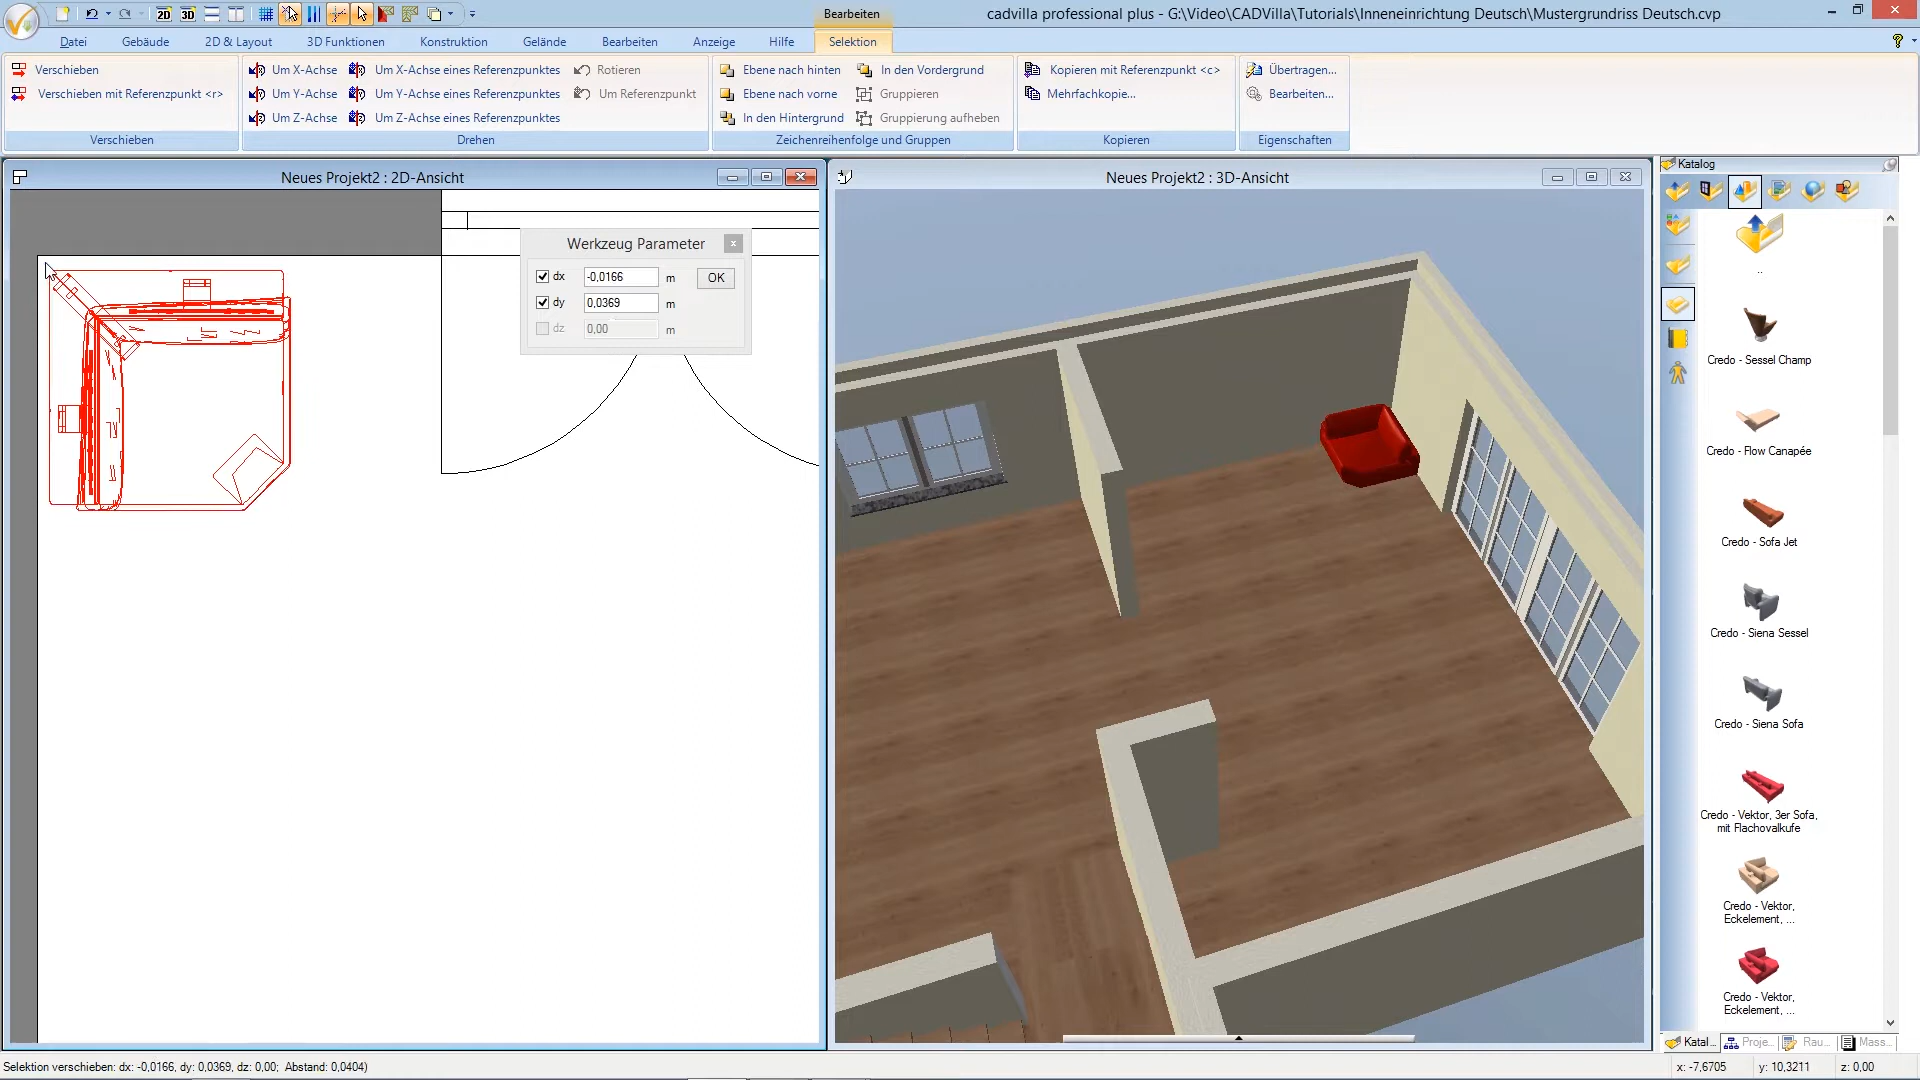 2D 3D
Bearbeiten
cadvilla professional plus - G:\Video\CADVilla\Tutorials\Inneneinrichtung Deutsch\Mustergrundriss Deutsch.cvp
Datei Gebäude 2D & Layout 3D Funktionen Konstruktion Gelände Bearbeiten Anzeige Hilfe Selektion ?
Verschieben Um X-Achse Um X-Achse eines Referenzpunktes Rotieren Ebene nach hinten In den Vordergrund Kopieren mit Referenzpunkt <c> Übertragen...
Verschieben mit Referenzpunkt <r> Um Y-Achse Um Y-Achse eines Referenzpunktes Um Referenzpunkt Ebene nach vorne Gruppieren Mehrfachkopie... Bearbeiten...
Um Z-Achse Um Z-Achse eines Referenzpunktes In den Hintergrund Gruppierung aufheben
Verschieben Drehen Zeichenreihenfolge und Gruppen Kopieren Eigenschaften
Neues Projekt2 : 2D-Ansicht
Werkzeug Parameter x
dx -0,0166 m OK
dy 0,0369 m
dz 0,00 m
Neues Projekt2 : 3D-Ansicht
Katalog
..
Credo - Sessel Champ
Credo - Flow Canapée
Credo - Sofa Jet
Credo - Siena Sessel
Credo - Siena Sofa
Credo - Vektor, 3er Sofa,
mit Flachovalkufe
Credo - Vektor,
Eckelement, ...
Credo - Vektor,
Eckelement, ...
Katal... Proje... Rau... Mass...
Selektion verschieben: dx: -0,0166, dy: 0,0369, dz: 0,00; Abstand: 0,0404) x: -7,6705 y: 10,3211 z: 0,00